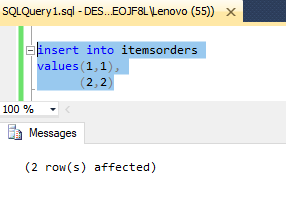 SQLQuery1.sql - DES...EOJF8L\Lenovo (55))
insert into itemsorders
values(1,1),
(2,2)
100 %
Messages
(2 row(s) affected)